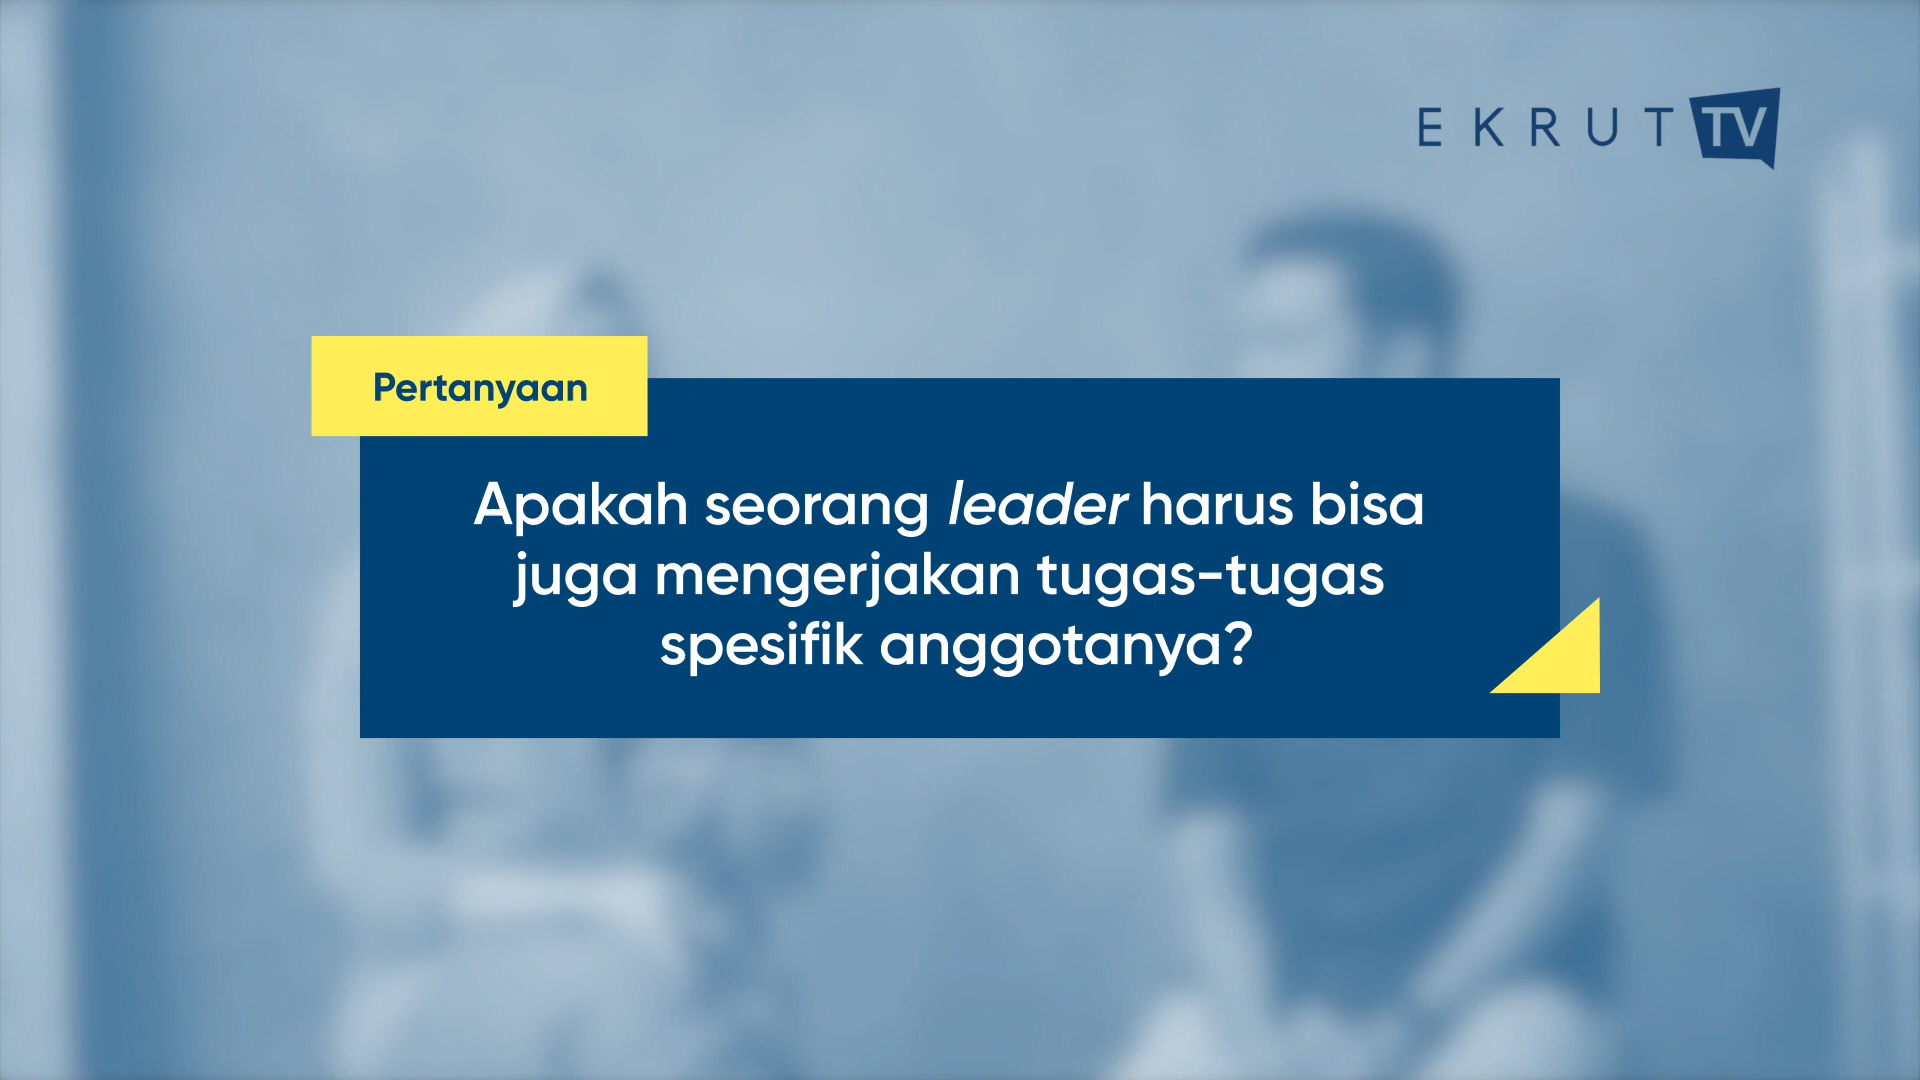 EKRUT TV
Pertanyaan
Apakah seorang leader harus bisa
juga mengerjakan tugas-tugas
spesifik anggotanya?